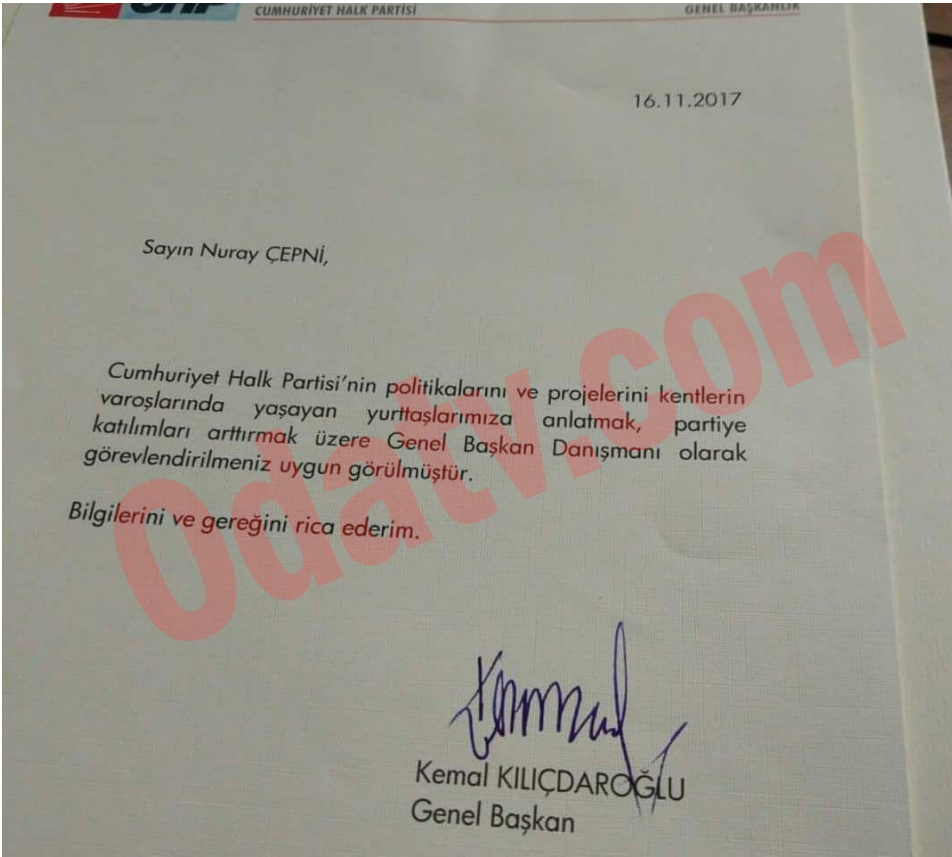 CHP
CUMHURİYET HALK PARTİSİ
GENEL BAŞKANLIK
16.11.2017
Sayın Nuray ÇEPNİ,
Cumhuriyet Halk Partisi'nin politikalarını ve projelerini kentlerin
varoşlarında yaşayan yurttaşlarımıza anlatmak, partiye
katılımları arttırmak üzere Genel Başkan Danışmanı olarak
görevlendirilmeniz uygun görülmüştür.
Bilgilerini ve gereğini rica ederim.
Odatv.com
Kemal KILIÇDAROĞLU
Genel Başkan